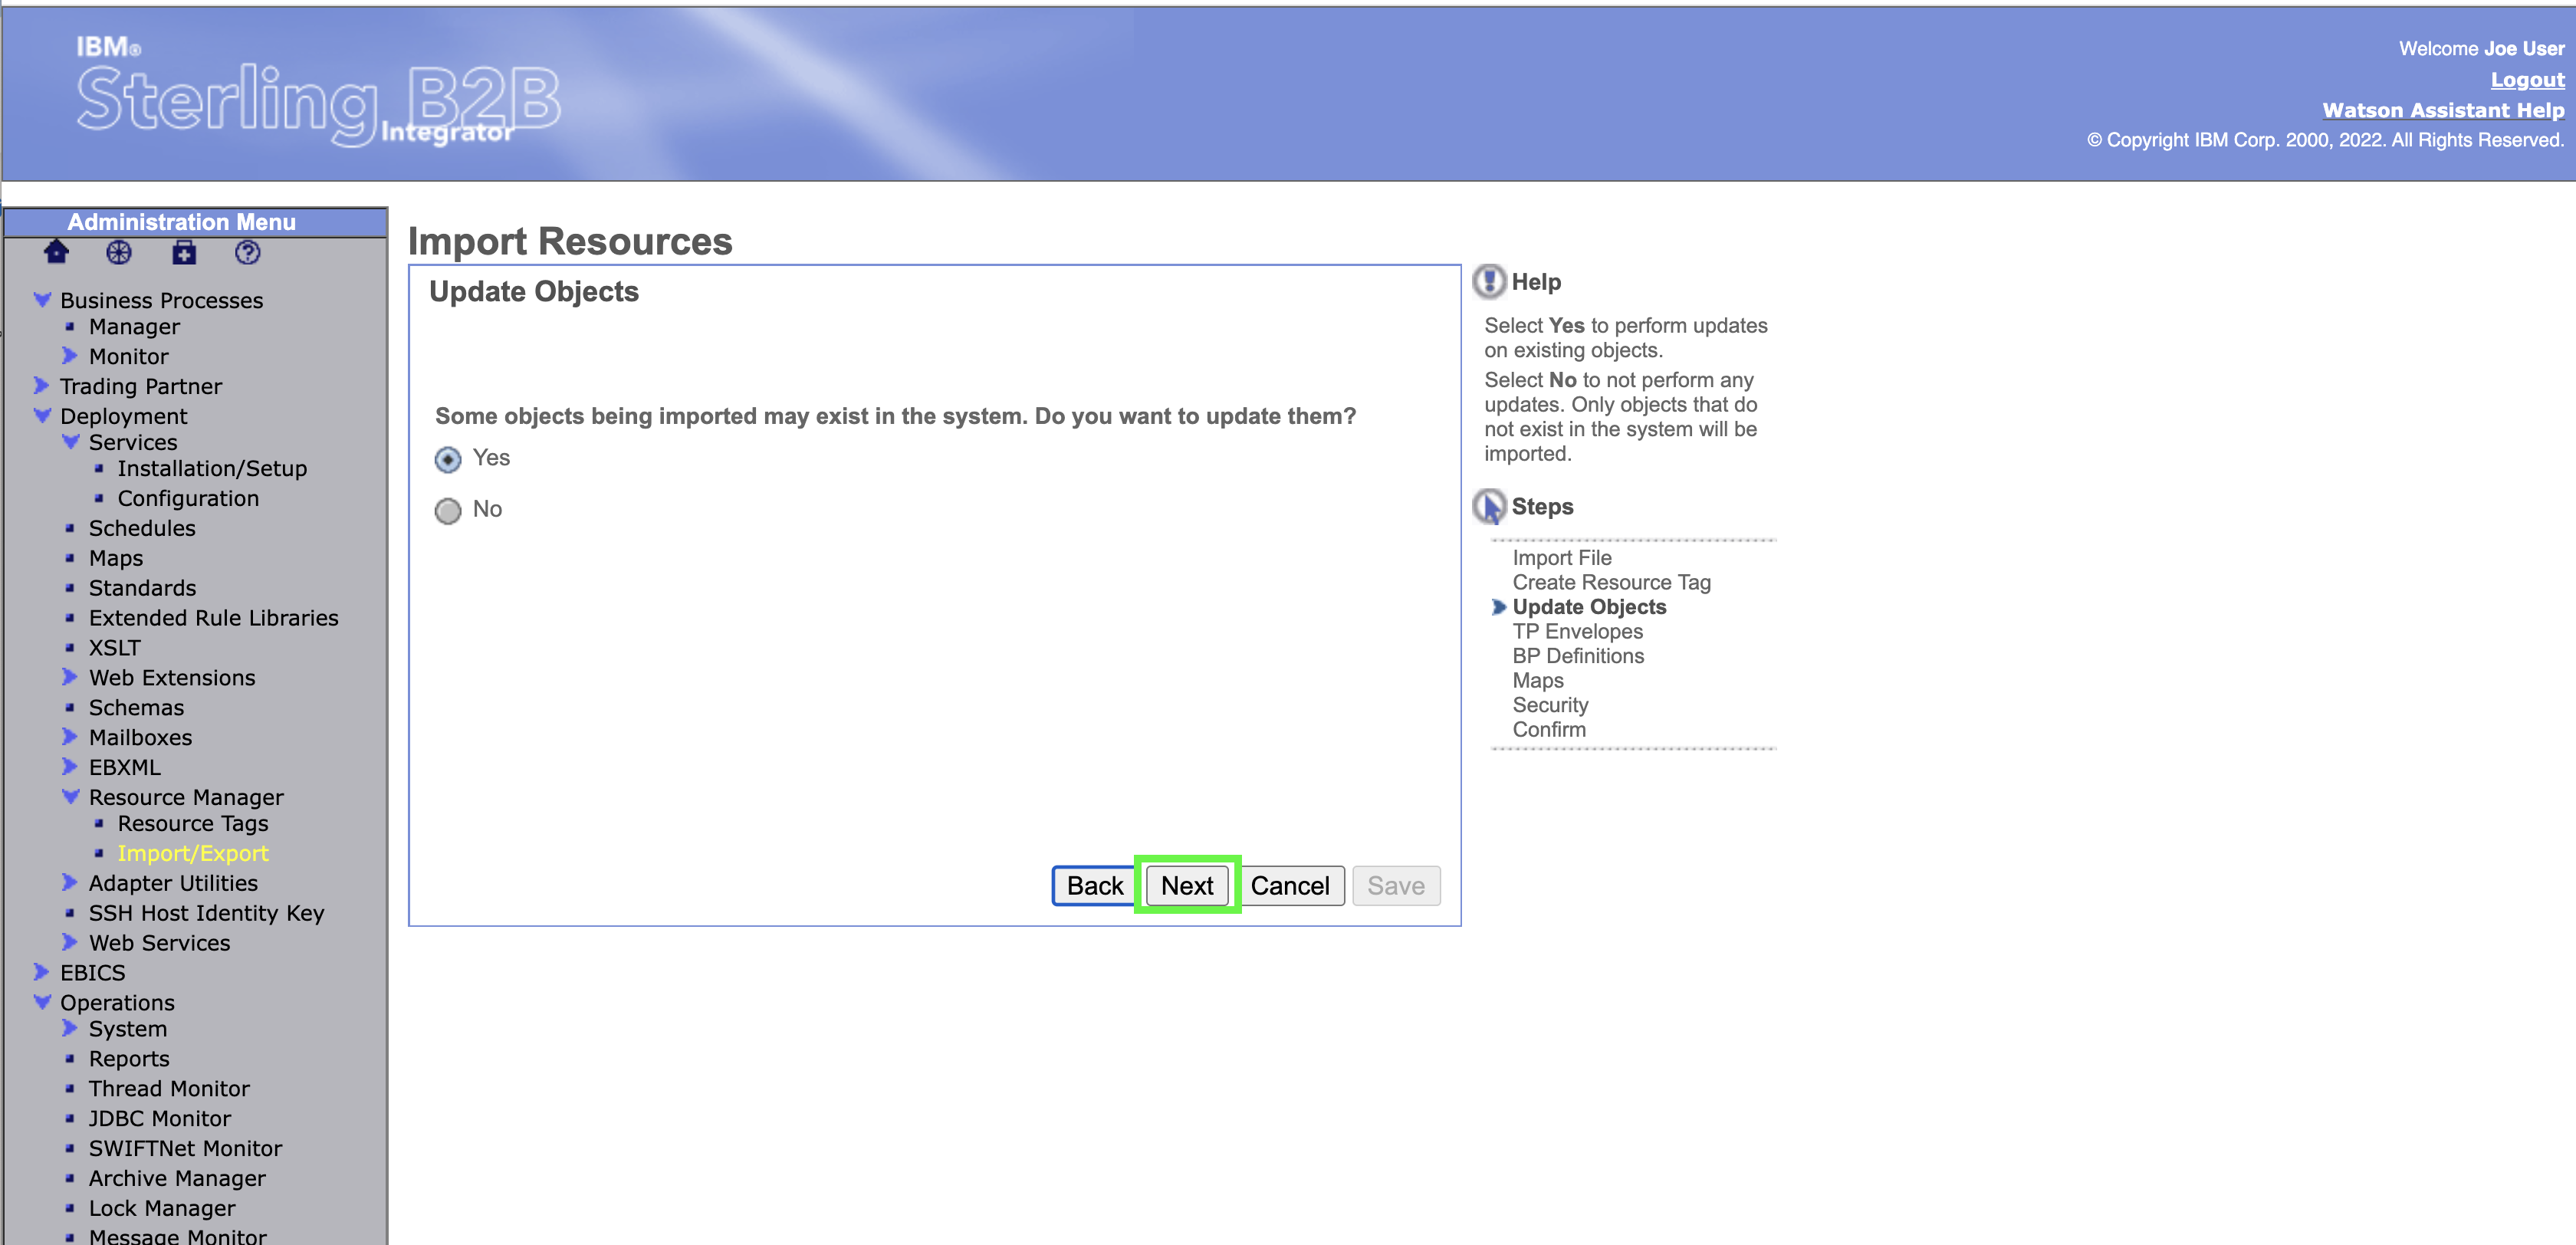 IBM®
Sterling B2B
Integrator
Welcome Joe User
Logout
Watson Assistant Help
© Copyright IBM Corp. 2000, 2022. All Rights Reserved.
Administration Menu
Business Processes
Manager
Monitor
Trading Partner
Deployment
Services
Installation/Setup
Configuration
Schedules
Maps
Standards
Extended Rule Libraries
XSLT
Web Extensions
Schemas
Mailboxes
EBXML
Resource Manager
Resource Tags
Import/Export
Adapter Utilities
SSH Host Identity Key
Web Services
EBICS
Operations
System
Reports
Thread Monitor
JDBC Monitor
SWIFTNet Monitor
Archive Manager
Lock Manager
Message Monitor
Import Resources
Update Objects
Some objects being imported may exist in the system. Do you want to update them?
Yes
No
Back Next Cancel Save
Help
Select Yes to perform updates
on existing objects.
Select No to not perform any
updates. Only objects that do
not exist in the system will be
imported.
Steps
Import File
Create Resource Tag
Update Objects
TP Envelopes
BP Definitions
Maps
Security
Confirm